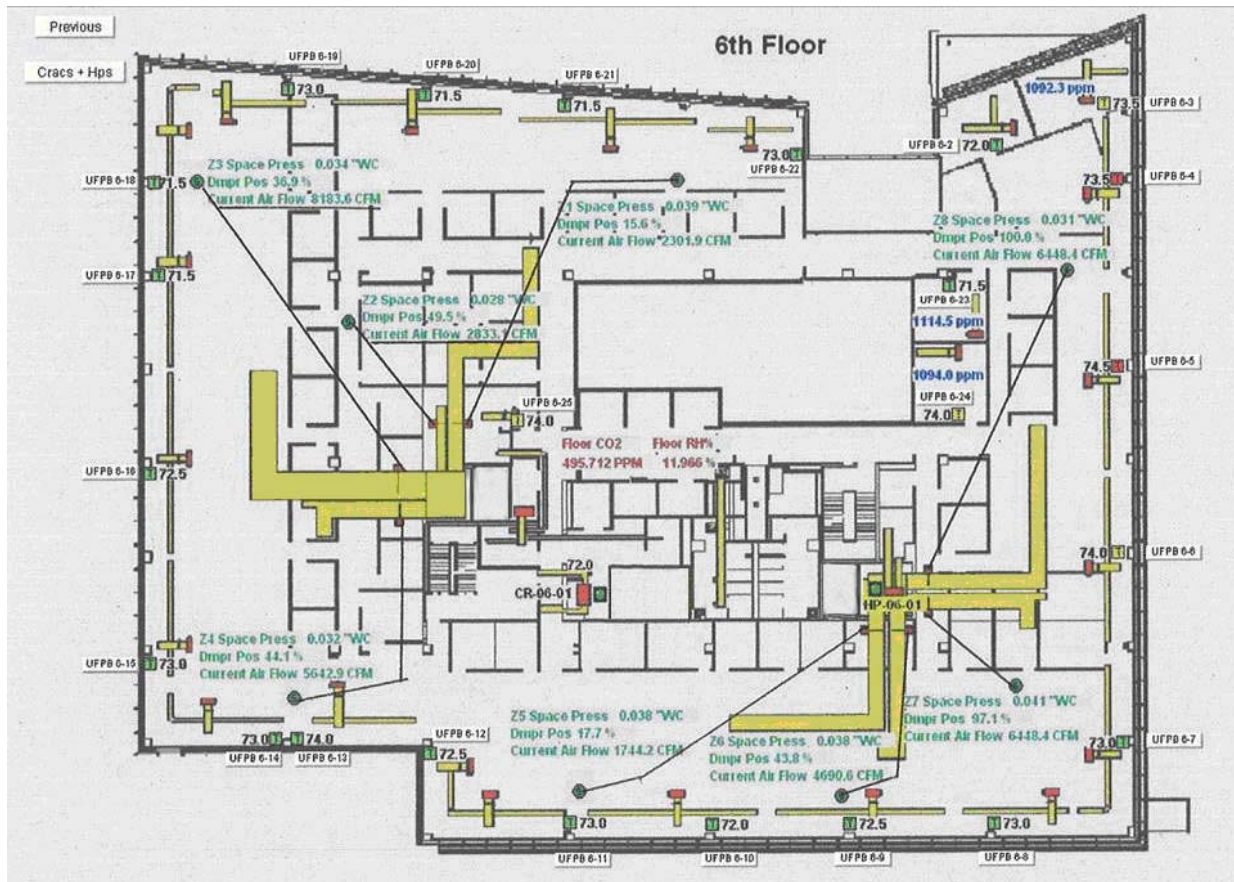 Previous
6th Floor
Cracs + Hps
UFPB 6-19
UFPB 6-20
UFPB 6-21
73.0
71.5
71.5
1092.3 ppm
73.5
UFPB 6-3
UFPB 6-2
72.0
73.0
UFPB 6-22
UFPB 6-18
71.5
73.5
UFPB 6-4
Z3 Space Press 0.034 "WC
Dmpr Pos 36.9 %
Current Air Flow 8183.6 CFM
Z1 Space Press 0.039 "WC
Dmpr Pos 15.6 %
Current Air Flow 2301.9 CFM
Z8 Space Press 0.031 "WC
Dmpr Pos 100.0 %
Current Air Flow 6448.4 CFM
UFPB 6-17
71.5
71.5
UFPB 6-23
Z2 Space Press 0.028 "WC
Dmpr Pos 49.5 %
Current Air Flow 2833.1 CFM
1114.5 ppm
1094.0 ppm
74.5
UFPB 6-5
UFPB 6-24
74.0
UFPB 6-25
74.0
Floor CO2 Floor RH%
495.712 PPM 11.966 %
UFPB 6-16
72.5
74.0
UFPB 6-6
72.0
CR-06-01
HP-06-01
Z4 Space Press 0.032 "WC
Dmpr Pos 44.1 %
Current Air Flow 5642.9 CFM
UFPB 6-15
73.0
Z5 Space Press 0.038 "WC
Dmpr Pos 17.7 %
Current Air Flow 1744.2 CFM
Z6 Space Press 0.038 "WC
Dmpr Pos 43.8 %
Current Air Flow 4690.6 CFM
Z7 Space Press 0.041 "WC
Dmpr Pos 97.1 %
Current Air Flow 6448.4 CFM
73.0
UFPB 6-7
73.0
74.0
UFPB 6-14
UFPB 6-13
UFPB 6-12
72.5
73.0
72.0
72.5
73.0
UFPB 6-11
UFPB 6-10
UFPB 6-9
UFPB 6-8